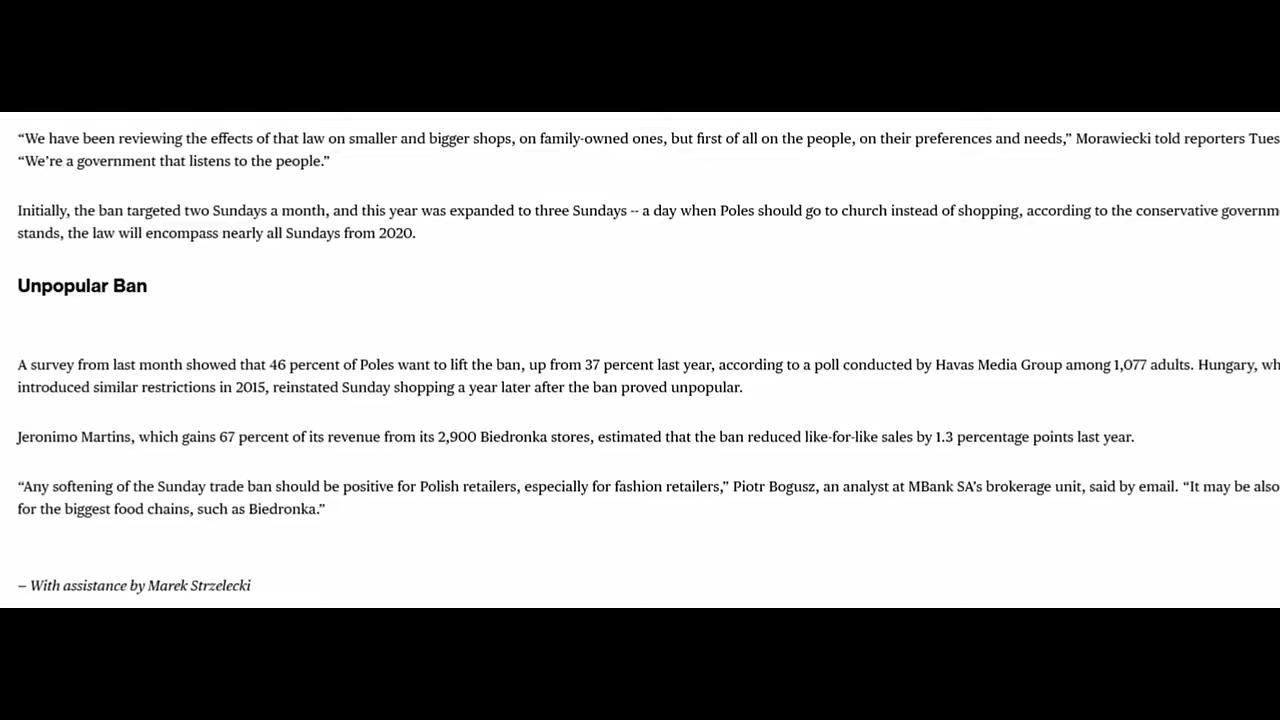 “We have been reviewing the effects of that law on smaller and bigger shops, on family-owned ones, but first of all on the people, on their preferences and needs,” Morawiecki told reporters Tues
“We’re a government that listens to the people.”
Initially, the ban targeted two Sundays a month, and this year was expanded to three Sundays -- a day when Poles should go to church instead of shopping, according to the conservative governm
stands, the law will encompass nearly all Sundays from 2020.
Unpopular Ban
A survey from last month showed that 46 percent of Poles want to lift the ban, up from 37 percent last year, according to a poll conducted by Havas Media Group among 1,077 adults. Hungary, wh
introduced similar restrictions in 2015, reinstated Sunday shopping a year later after the ban proved unpopular.
Jeronimo Martins, which gains 67 percent of its revenue from its 2,900 Biedronka stores, estimated that the ban reduced like-for-like sales by 1.3 percentage points last year.
“Any softening of the Sunday trade ban should be positive for Polish retailers, especially for fashion retailers,” Piotr Bogusz, an analyst at MBank SA’s brokerage unit, said by email. “It may be also
for the biggest food chains, such as Biedronka.”
– With assistance by Marek Strzelecki